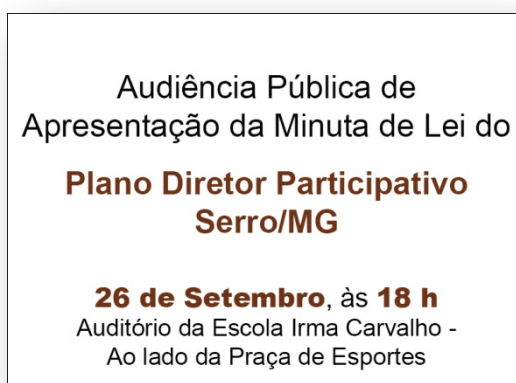 Audiência Pública de
Apresentação da Minuta de Lei do
Plano Diretor Participativo
Serro/MG
26 de Setembro, às 18 h
Auditório da Escola Irma Carvalho -
Ao lado da Praça de Esportes